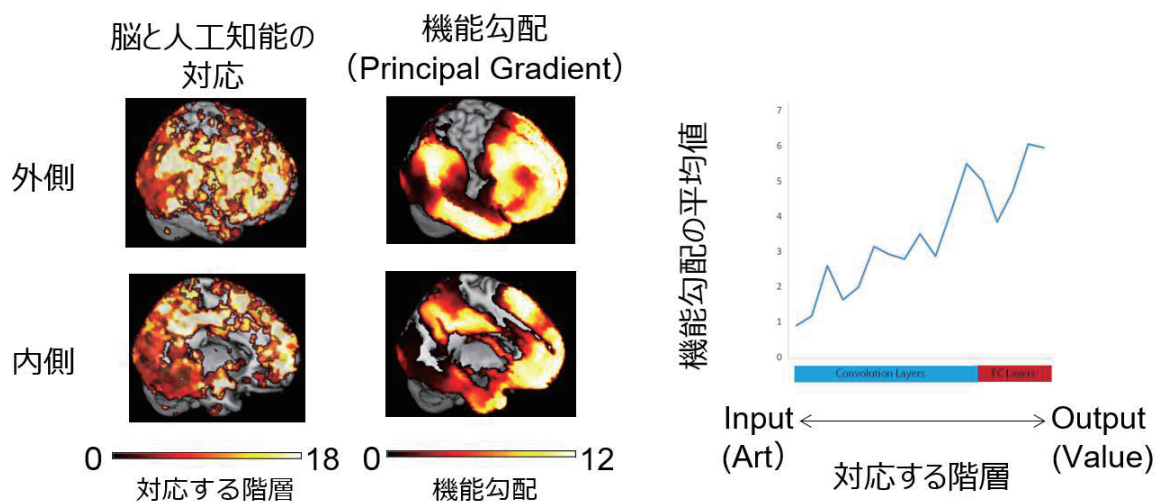 脳と人工知能の
対応
機能勾配
（Principal Gradient）
外側
内側
0
18
対応する階層
0
12
機能勾配
機能勾配の平均値
7
6
5
4
3
2
1
0
Convolution Layers
FC Layers
Input
(Art)
Output
(Value)
対応する階層